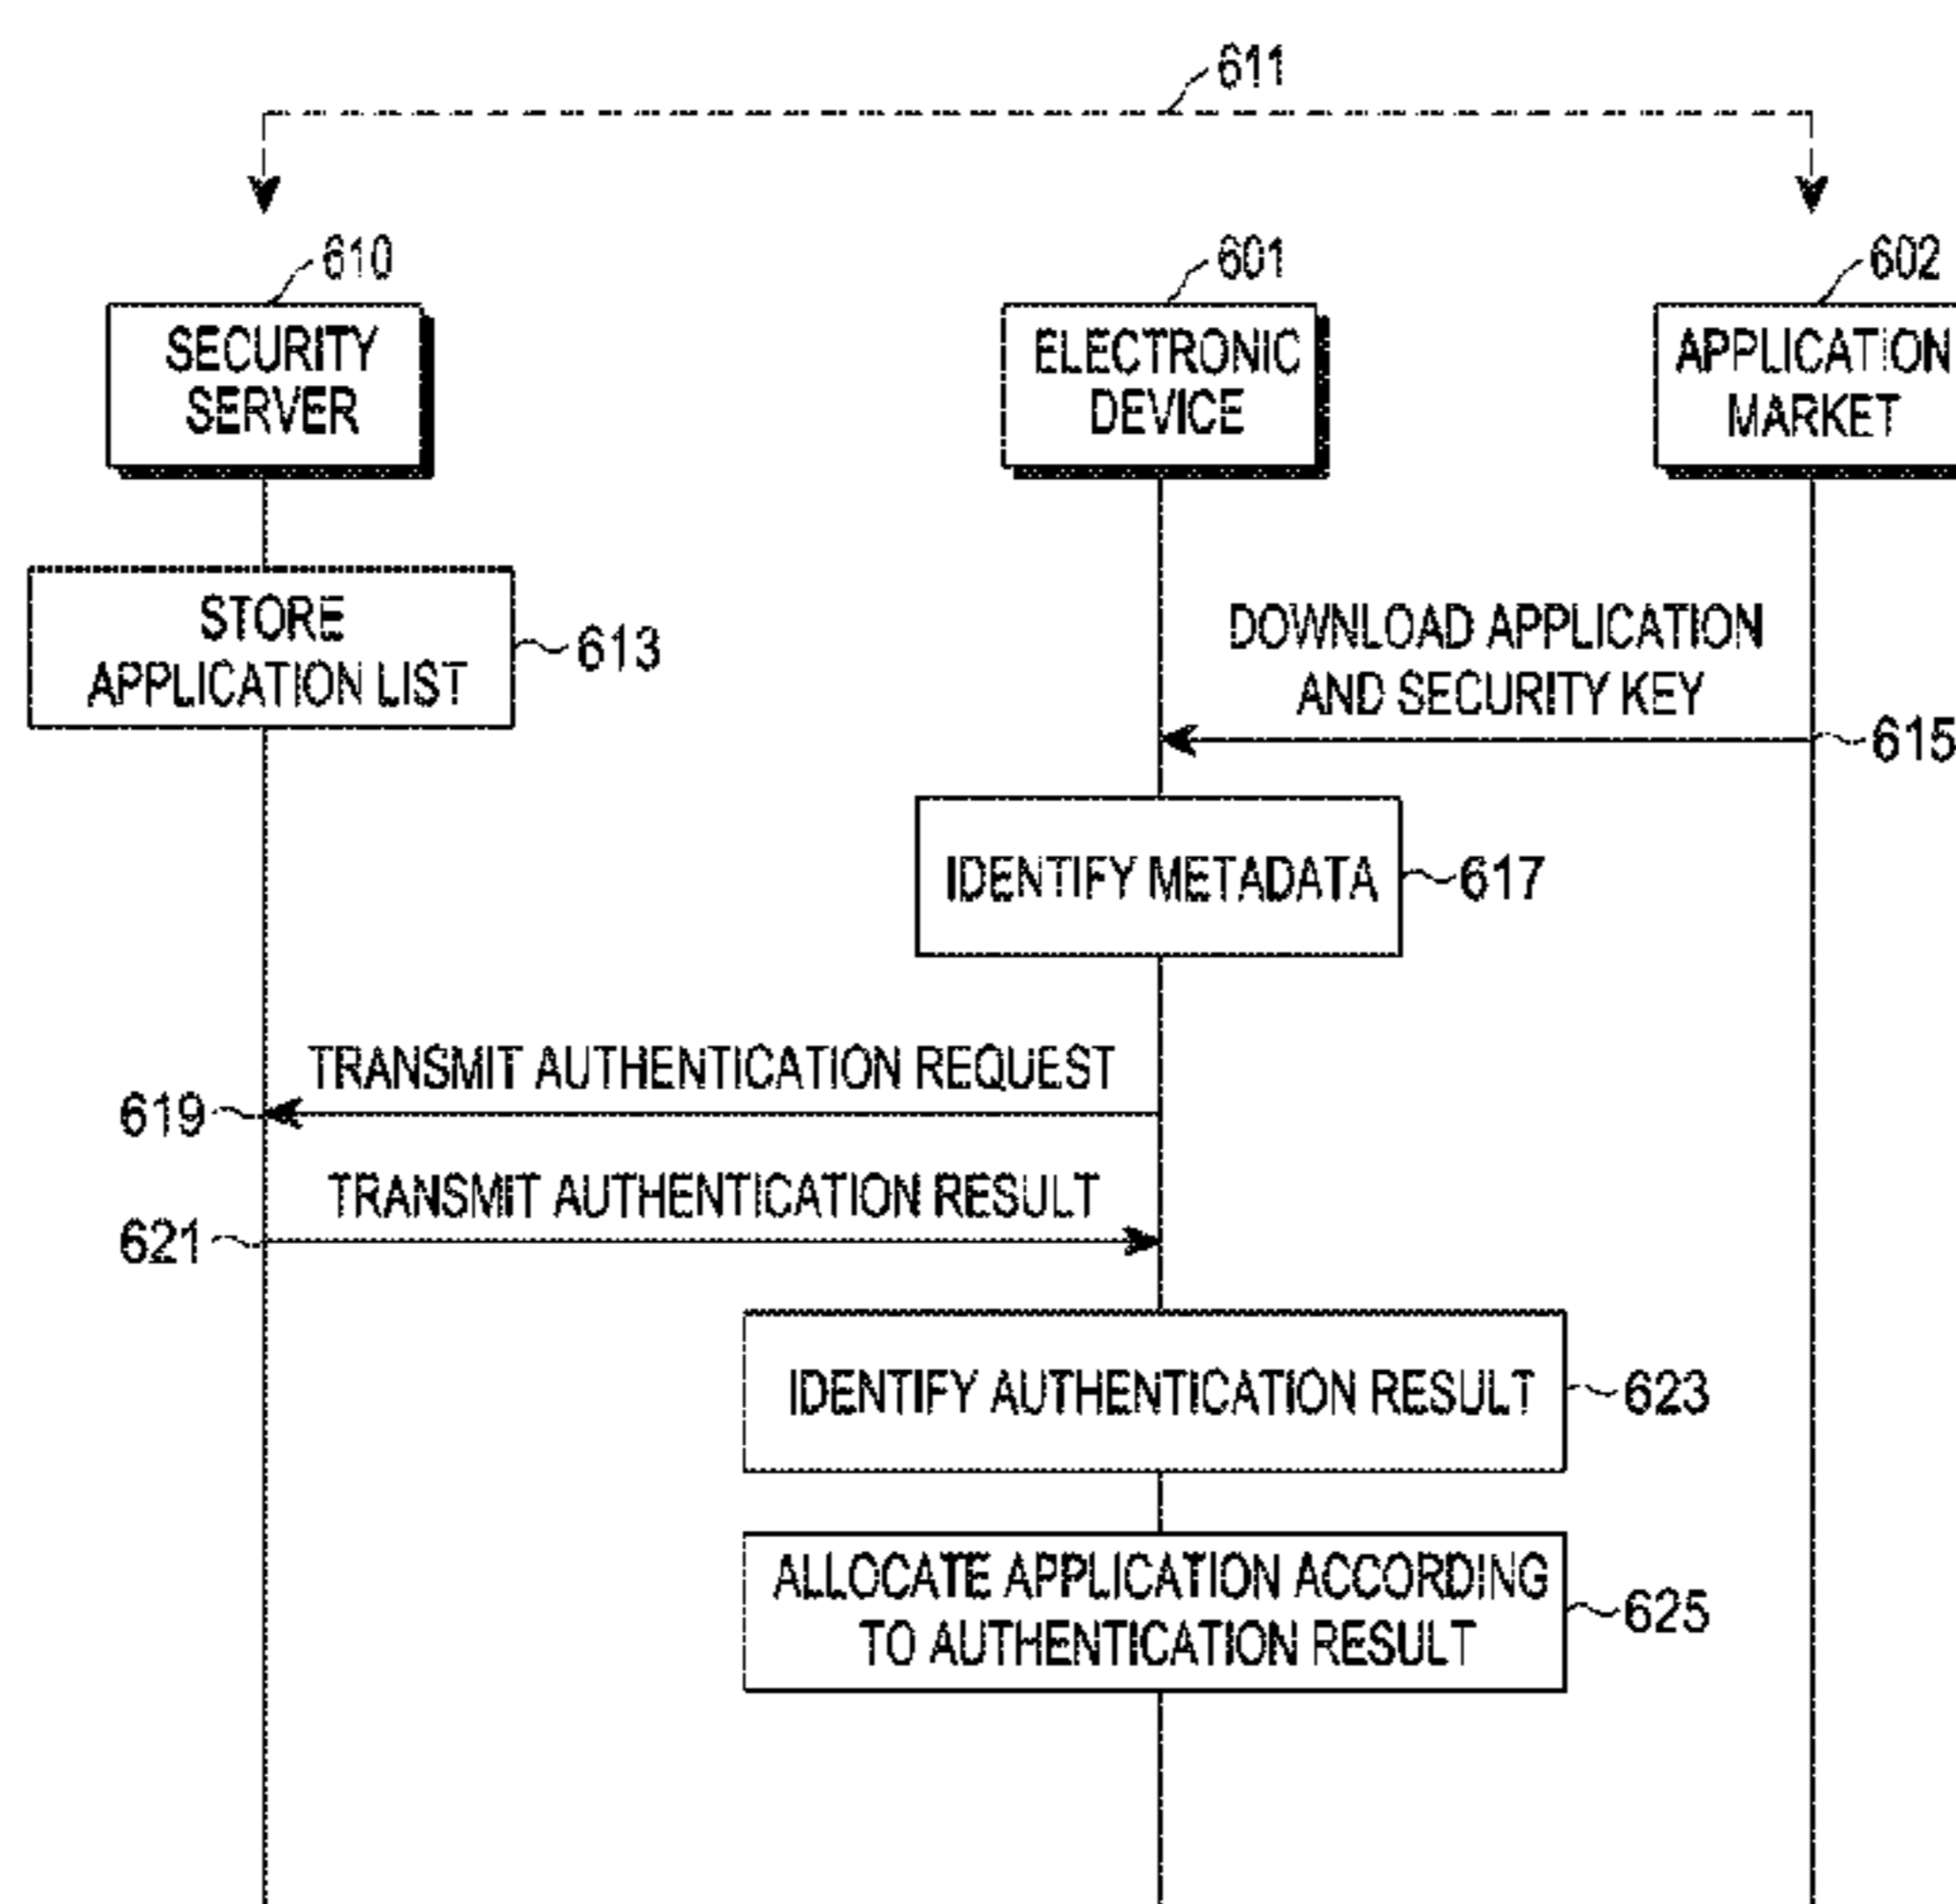 611
610
601
602
SECURITY
SERVER
ELECTRONIC
DEVICE
APPLICATION
MARKET
STORE
APPLICATION LIST
613
DOWNLOAD APPLICATION
AND SECURITY KEY
615
IDENTIFY METADATA
617
TRANSMIT AUTHENTICATION REQUEST
619
TRANSMIT AUTHENTICATION RESULT
621
IDENTIFY AUTHENTICATION RESULT
623
ALLOCATE APPLICATION ACCORDING
TO AUTHENTICATION RESULT
625